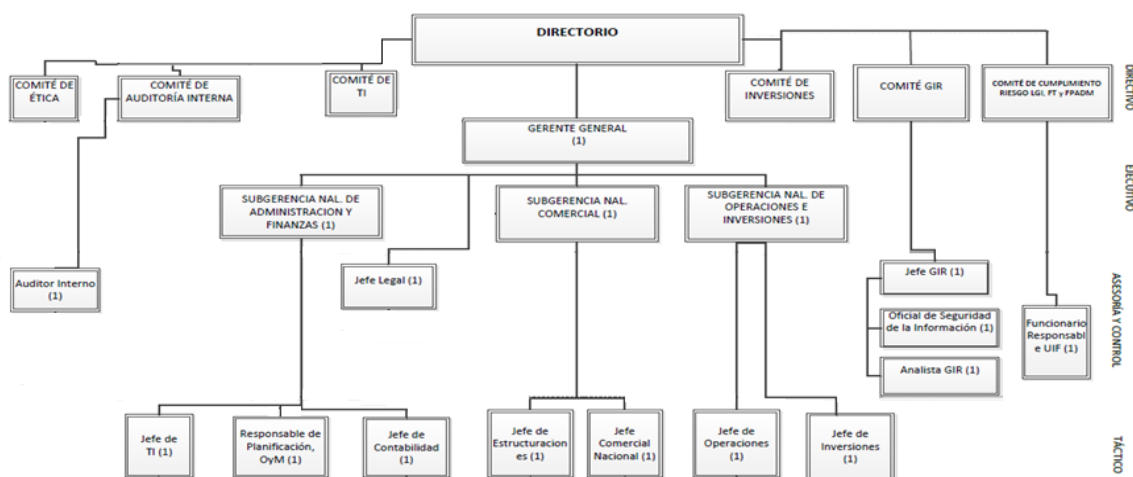 DIRECTORIO
COMITÉ DE
ÉTICA
COMITÉ DE
AUDITORÍA INTERNA
COMITÉ DE
TI
COMITÉ DE
INVERSIONES
COMITÉ GIR
COMITÉ DE CUMPLIMIENTO
RIESGO LGI, FT y FPADM
DIRECTIVO
GERENTE GENERAL
(1)
EJECUTIVO
SUBGERENCIA NAL. DE
ADMINISTRACION Y
FINANZAS (1)
SUBGERENCIA NAL.
COMERCIAL (1)
SUBGERENCIA NAL. DE
OPERACIONES E
INVERSIONES (1)
Auditor Interno
(1)
Jefe Legal (1)
Jefe GIR (1)
Oficial de Seguridad
de la Información (1)
Analista GIR (1)
Funcionario
Responsabl
e UIF (1)
ASESORÍA Y CONTROL
Jefe de
TI (1)
Responsable de
Planificación,
OyM (1)
Jefe de
Contabilidad
(1)
Jefe de
Estructuracion
es (1)
Jefe
Comercial
Nacional (1)
Jefe de
Operaciones
(1)
Jefe de
Inversiones
(1)
TÁCTICO